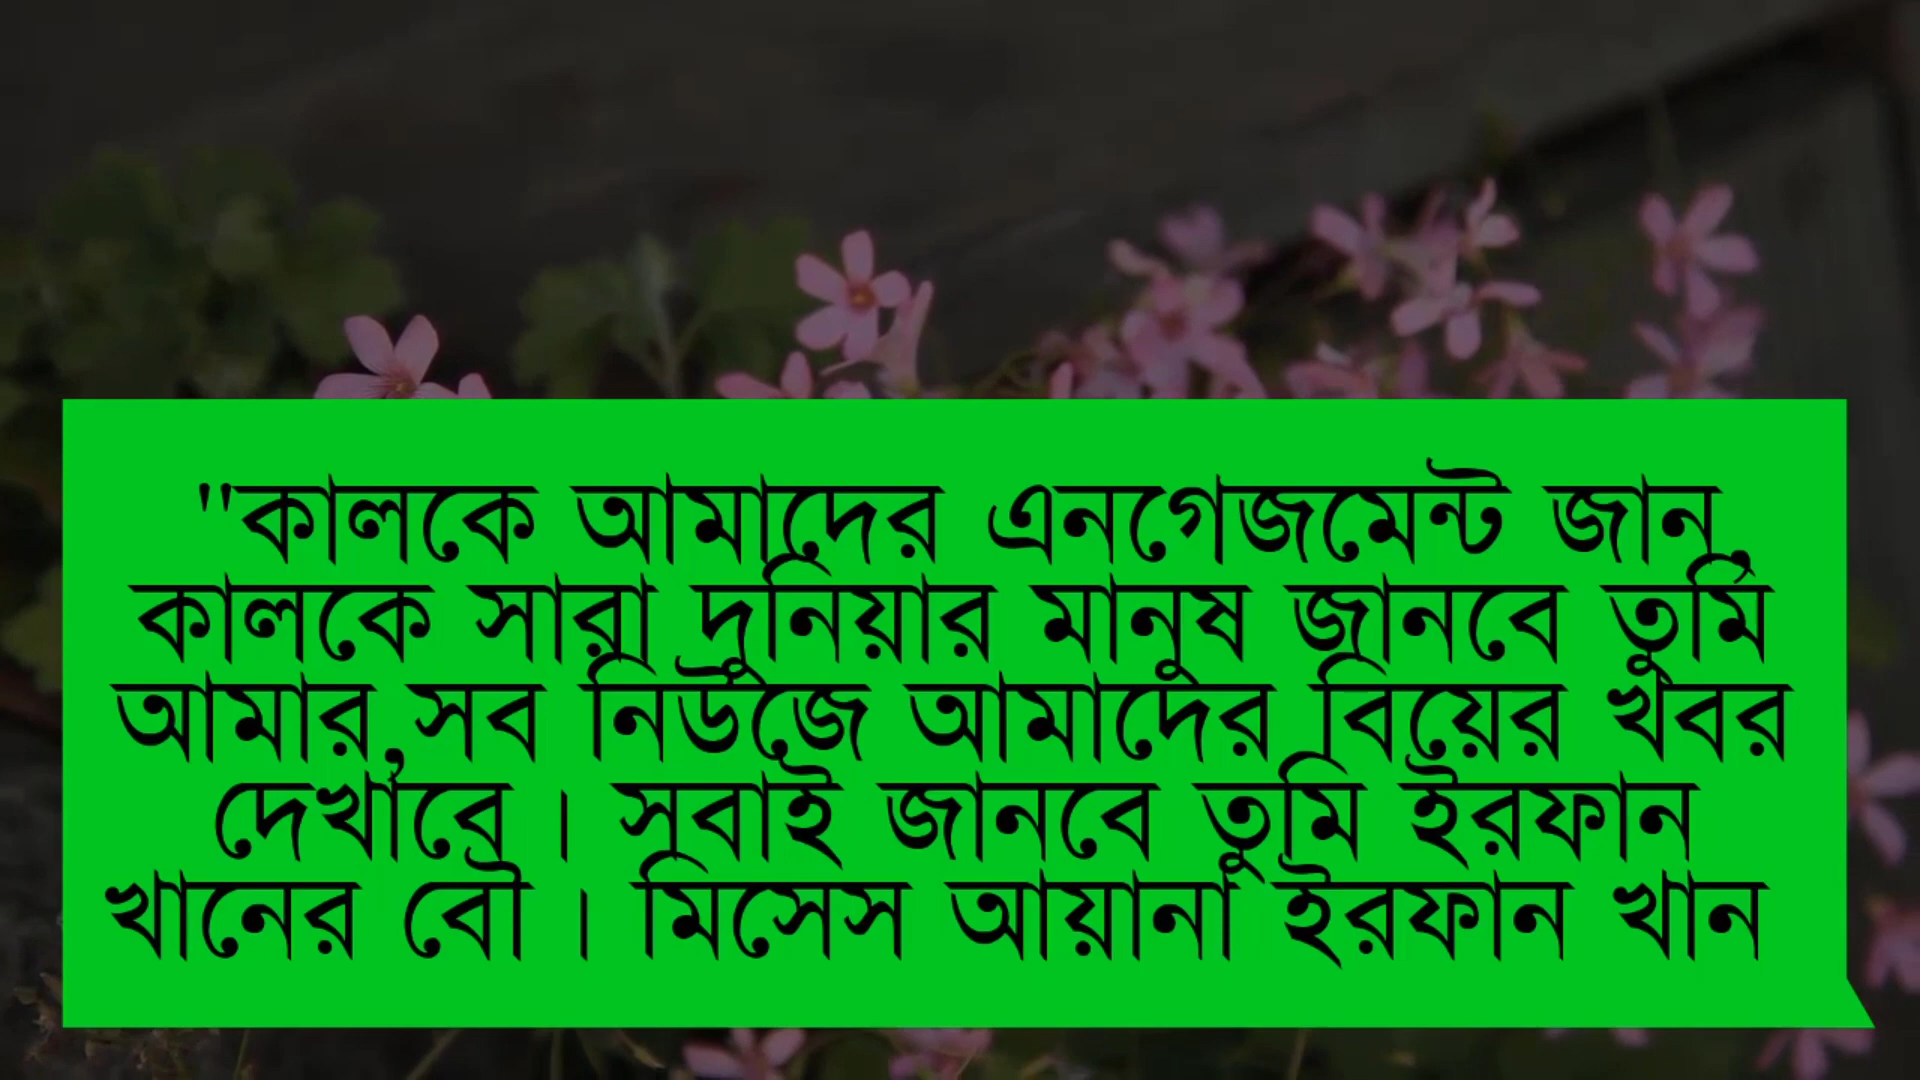 "কালকে আমাদের এনগেজমেন্ট জান,
কালকে সারা দুনিয়ার মানুষ জানবে তুমি
আমার,সব নিউজে আমাদের বিয়ের খবর
দেখাবে । সবাই জানবে তুমি ইরফান
খানের বৌ । মিসেস আয়ানা ইরফান খান